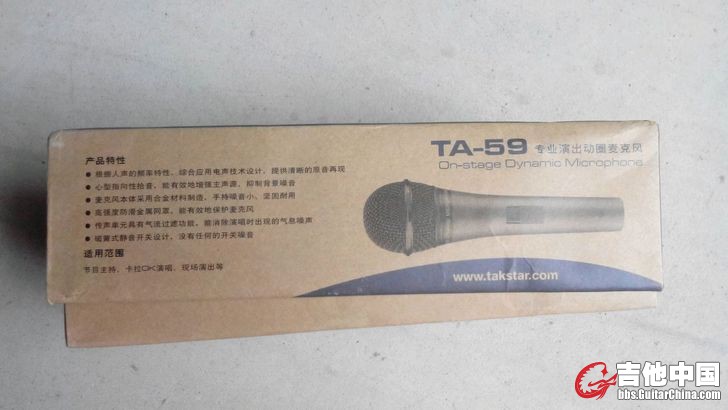 TA-59 专业演出动圈麦克风
On-stage Dynamic Microphone
产品特性
● 根据人声的频率特性，综合应用电声技术设计，提供清晰的原音再现
● 心型指向性拾音，能有效地增强主声源，抑制背景噪音
● 麦克风本体采用合金材料制造，手持噪音小、坚固耐用
● 高强度防滑金属网罩，能有效地保护麦克风
● 传声单元具有气流过滤功能，能消除演唱时出现的气息噪声
● 磁簧式静音开关设计，没有任何的开关噪音
适用范围
节目主持、卡拉OK演唱、现场演出等
www.takstar.com
吉他中国
bbs.GuitarChina.com